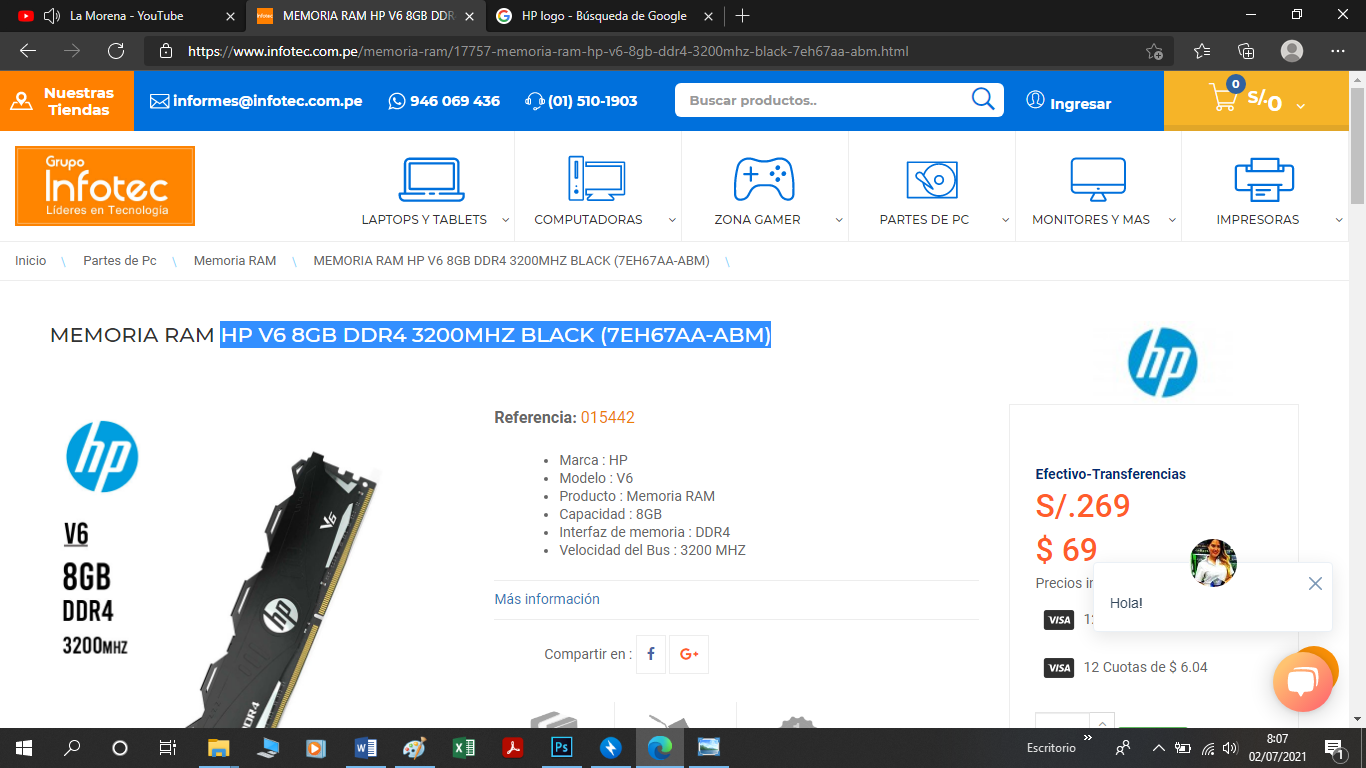 La Morena - YouTube
MEMORIA RAM HP V6 8GB DDR
HP logo - Búsqueda de Google
https://www.infotec.com.pe/memoria-ram/17757-memoria-ram-hp-v6-8gb-ddr4-3200mhz-black-7eh67aa-abm.html
Nuestras
Tiendas
informes@infotec.com.pe
946 069 436
(01) 510-1903
Buscar productos..
Ingresar
0
S/.0
Grupo
Infotec
Líderes en Tecnología
LAPTOPS Y TABLETS
COMPUTADORAS
ZONA GAMER
PARTES DE PC
MONITORES Y MAS
IMPRESORAS
Inicio \ Partes de Pc \ Memoria RAM \ MEMORIA RAM HP V6 8GB DDR4 3200MHZ BLACK (7EH67AA-ABM) \
MEMORIA RAM HP V6 8GB DDR4 3200MHZ BLACK (7EH67AA-ABM)
hp
hp
V6
8GB
DDR4
3200MHZ
V6
hp
DDR4
Referencia: 015442
Marca : HP
Modelo : V6
Producto : Memoria RAM
Capacidad : 8GB
Interfaz de memoria : DDR4
Velocidad del Bus : 3200 MHZ
Más información
Compartir en :
f
G+
Efectivo-Transferencias
S/.269
$ 69
Precios
Hola!
VISA
VISA 12 Cuotas de $ 6.04
Ps
Escritorio
8:07
02/07/2021
1